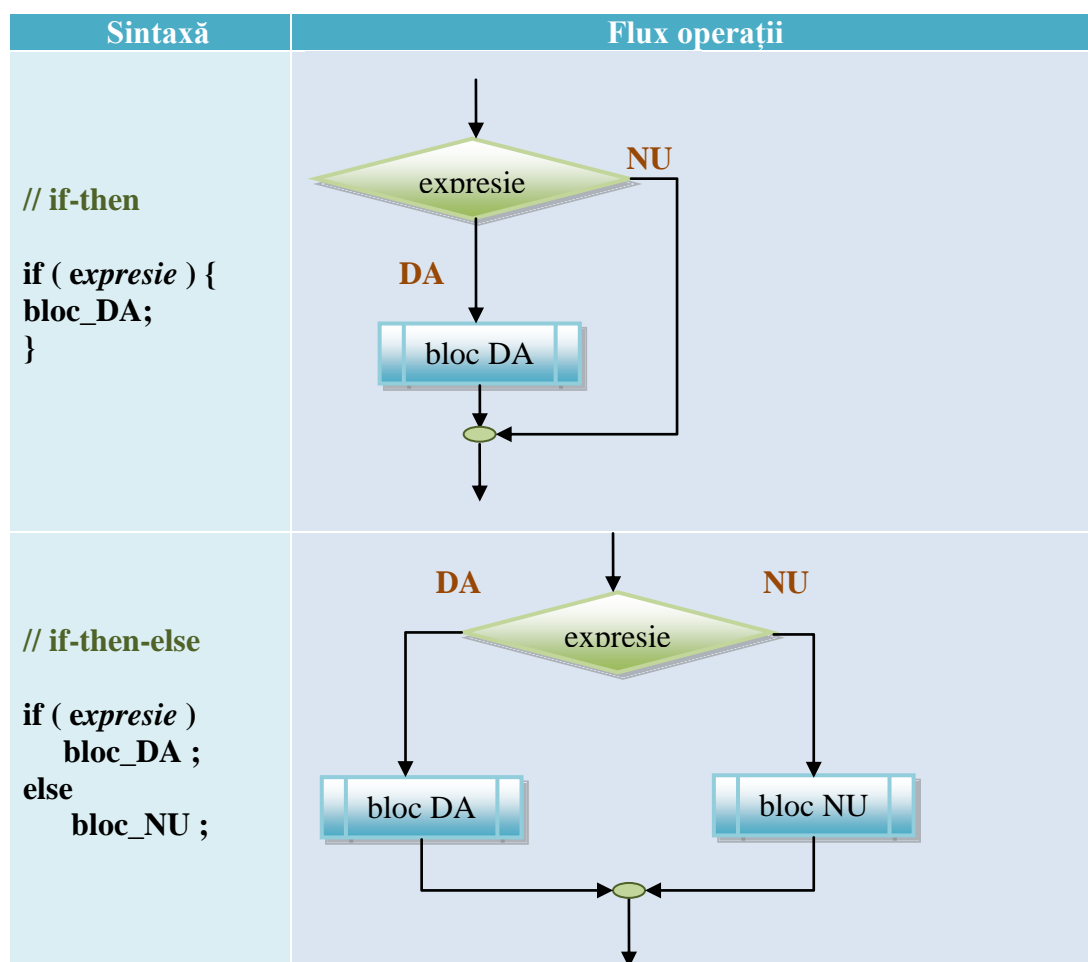 Sintaxă
Flux operații
// if-then
if ( expresie ) {
bloc_DA;
}
expresie
NU
DA
bloc DA
// if-then-else
if ( expresie )
bloc_DA ;
else
bloc_NU ;
DA
NU
expresie
bloc DA
bloc NU